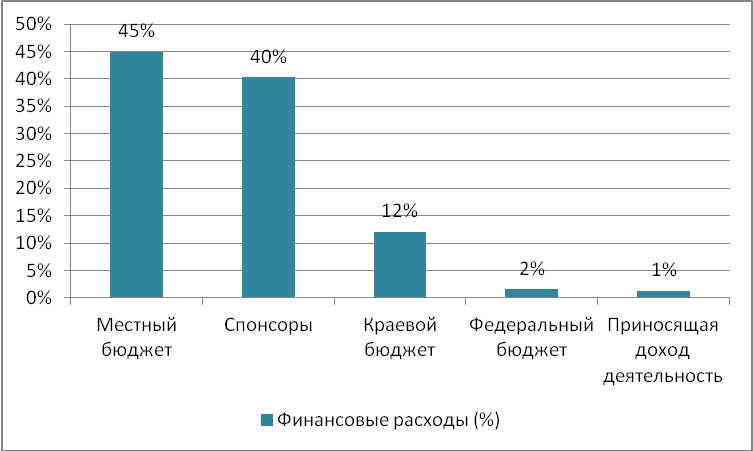 50%
45%
40%
35%
30%
25%
20%
15%
10%
5%
0%
45%
40%
12%
2%
1%
Местный
бюджет
Спонсоры
Краевой
бюджет
Федеральный
бюджет
Приносящая
доход
деятельность
Финансовые расходы (%)